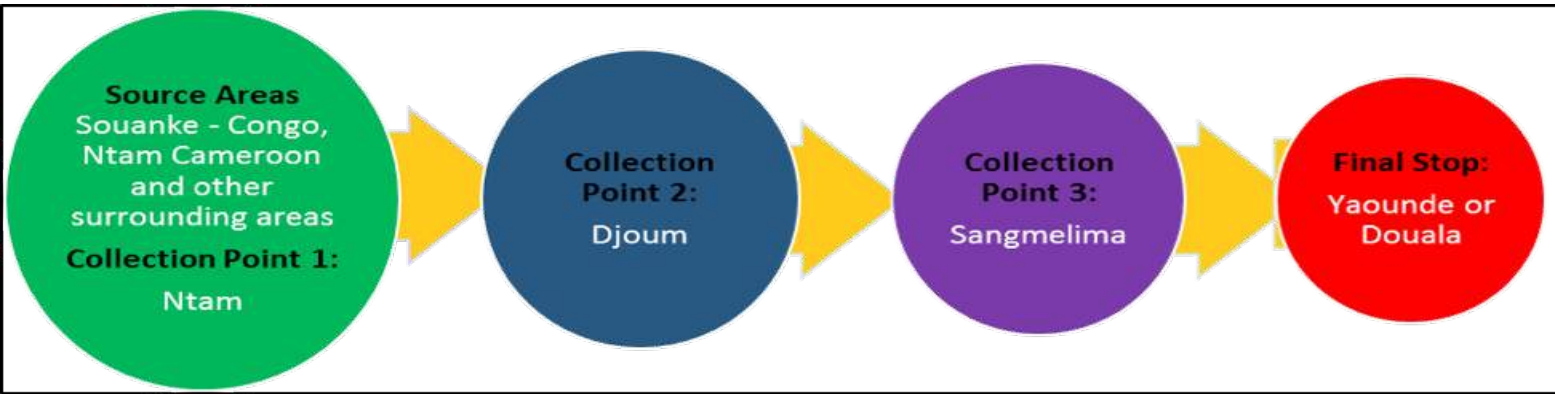 Source Areas
Souanke - Congo,
Ntam Cameroon
and other
surrounding areas
Collection Point 1:
Ntam
Collection
Point 2:
Djoum
Collection
Point 3:
Sangmelima
Final Stop:
Yaounde or
Douala